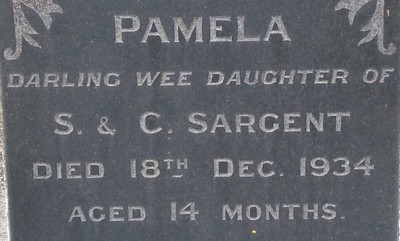 PAMELA
DARLING WEE DAUGHTER OF
S. & C. SARGENT
DIED 18TH DEC. 1934
AGED 14 MONTHS.